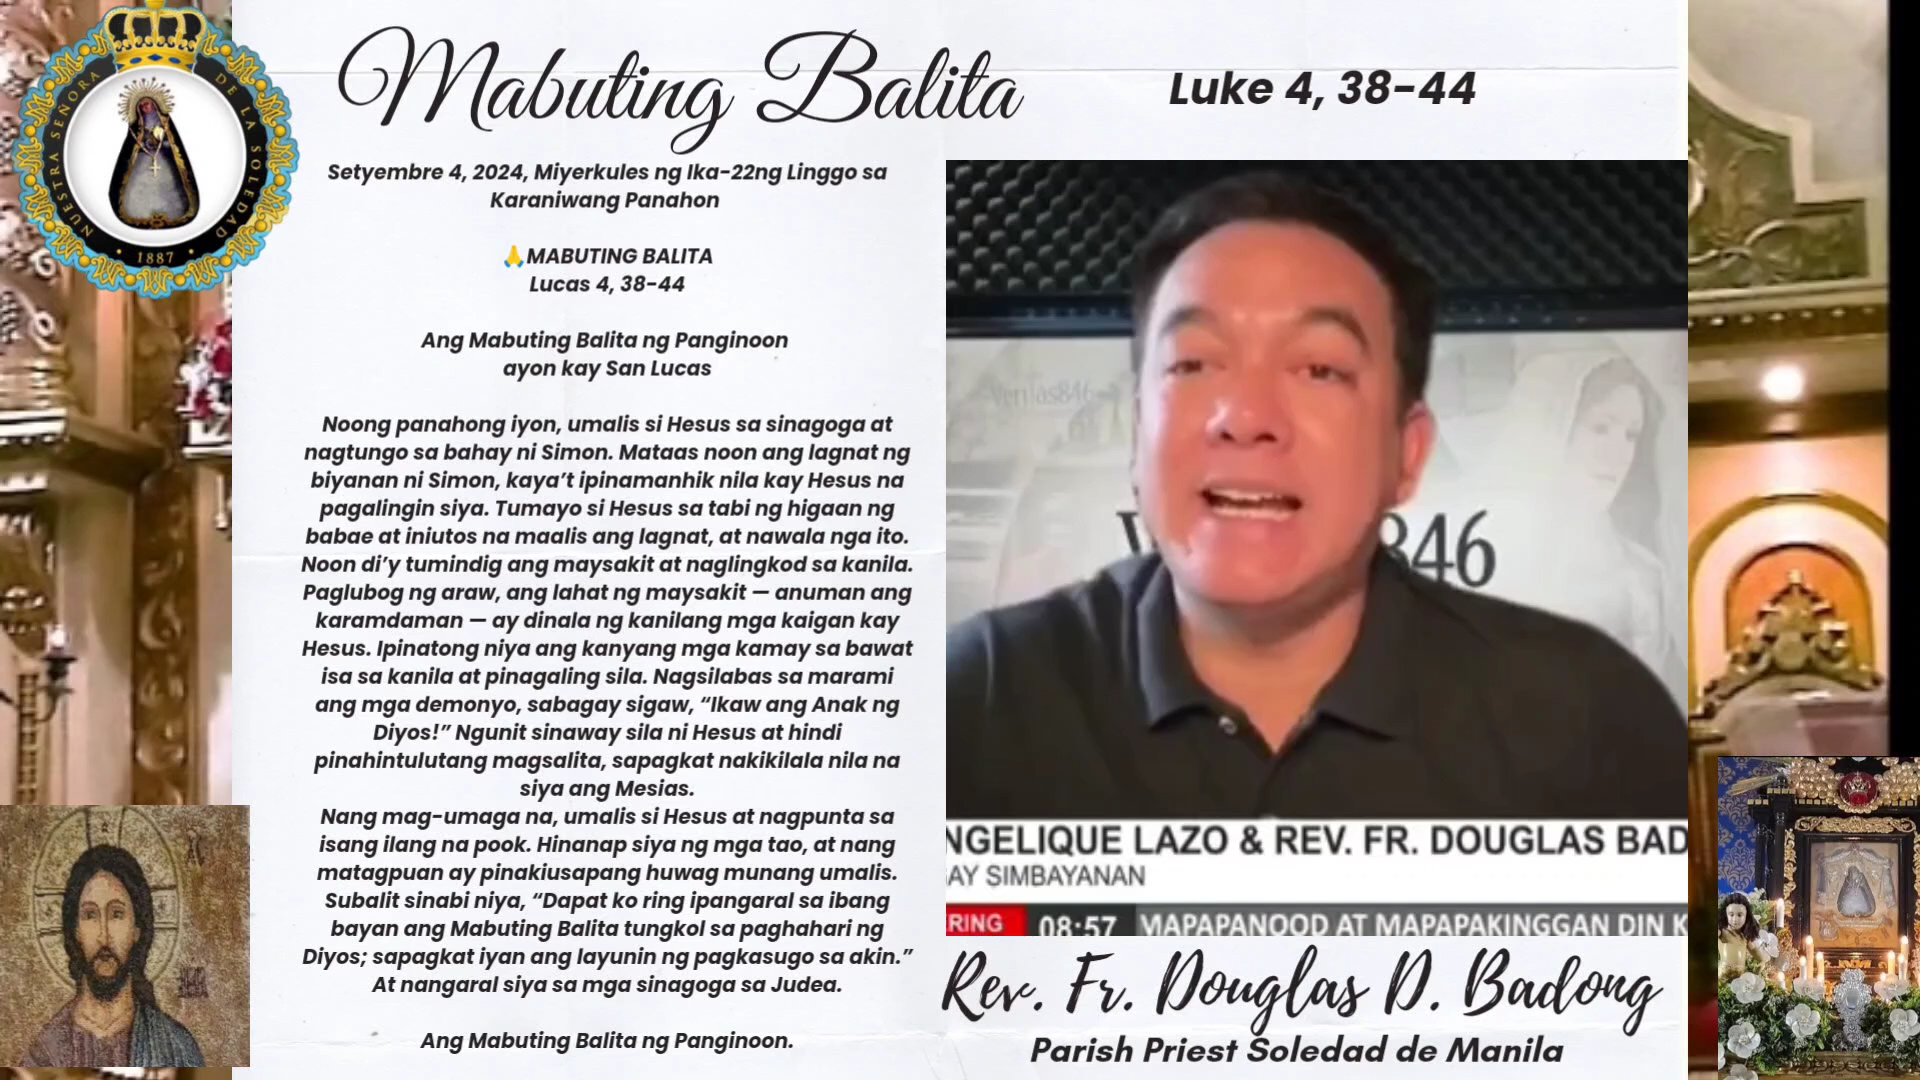 NUESTRA SEÑORA DE LA SOLEDAD
• 1887 •
Mabuting Balita
Luke 4, 38-44
Setyembre 4, 2024, Miyerkules ng Ika-22ng Linggo sa
Karaniwang Panahon
🙏MABUTING BALITA
Lucas 4, 38-44
Ang Mabuting Balita ng Panginoon
ayon kay San Lucas
Noong panahong iyon, umalis si Hesus sa sinagoga at
nagtungo sa bahay ni Simon. Mataas noon ang lagnat ng
biyanan ni Simon, kaya’t ipinamanhik nila kay Hesus na
pagalingin siya. Tumayo si Hesus sa tabi ng higaan ng
babae at iniutos na maalis ang lagnat, at nawala nga ito.
Noon di’y tumindig ang maysakit at naglingkod sa kanila.
Paglubog ng araw, ang lahat ng maysakit — anuman ang
karamdaman — ay dinala ng kanilang mga kaigan kay
Hesus. Ipinatong niya ang kanyang mga kamay sa bawat
isa sa kanila at pinagaling sila. Nagsilabas sa marami
ang mga demonyo, sabagay sigaw, “Ikaw ang Anak ng
Diyos!” Ngunit sinaway sila ni Hesus at hindi
pinahintulutang magsalita, sapagkat nakikilala nila na
siya ang Mesias.
Nang mag-umaga na, umalis si Hesus at nagpunta sa
isang ilang na pook. Hinanap siya ng mga tao, at nang
matagpuan ay pinakiusapang huwag munang umalis.
Subalit sinabi niya, “Dapat ko ring ipangaral sa ibang
bayan ang Mabuting Balita tungkol sa paghahari ng
Diyos; sapagkat iyan ang layunin ng pagkasugo sa akin.”
At nangaral siya sa mga sinagoga sa Judea.
Ang Mabuting Balita ng Panginoon.
Veritas846
V 846
NGELIQUE LAZO & REV. FR. DOUGLAS BAD
AY SIMBAYANAN
RING 08:57 MAPAPANOOD AT MAPAPAKINGGAN DIN K
Rev. Fr. Douglas D. Badong
Parish Priest Soledad de Manila